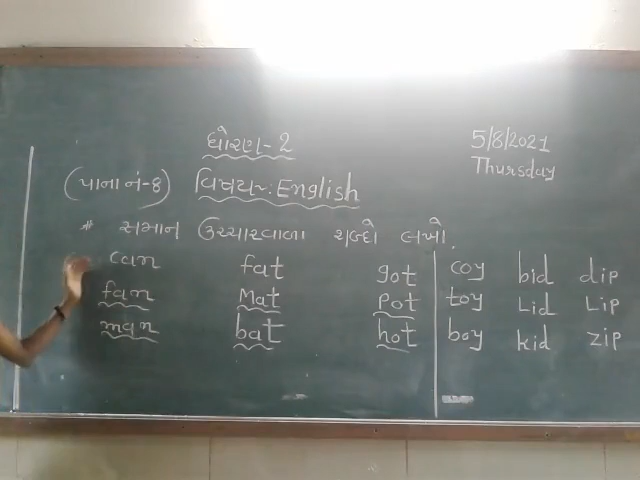 ધોરણ-2
5/8/2021
Thursday
(પાના નં-8) વિષય:- English
* સમાન ઉચ્ચારવાળા શબ્દો લખો.
can fat got coy bid dip
fan Mat Pot toy Lid Lip
man bat hot boy kid zip